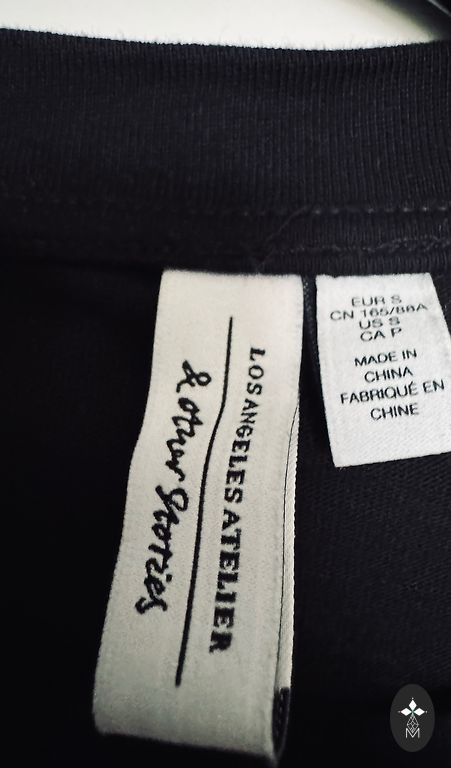 & other Stories
LOS ANGELES ATELIER
EUR S
CN 165/88A
US S
CA P
MADE IN
CHINA
FABRIQUÉ EN
CHINE
M